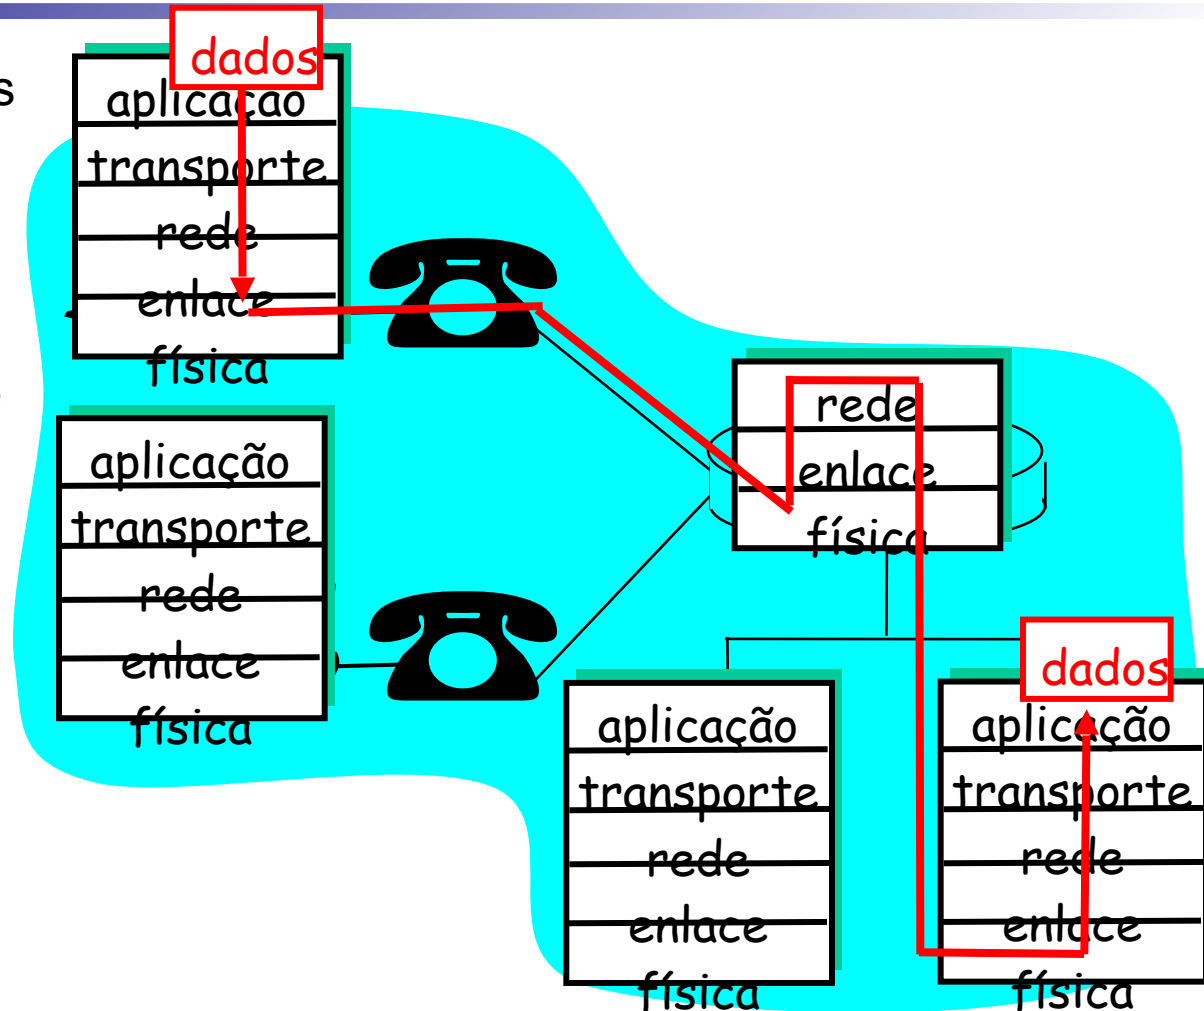 dados
s
aplicação
transporte
rede
enlace
física
rede
enlace
física
aplicação
transporte
rede
enlace
física
dados
aplicação
transporte
rede
enlace
física
aplicação
transporte
rede
enlace
física